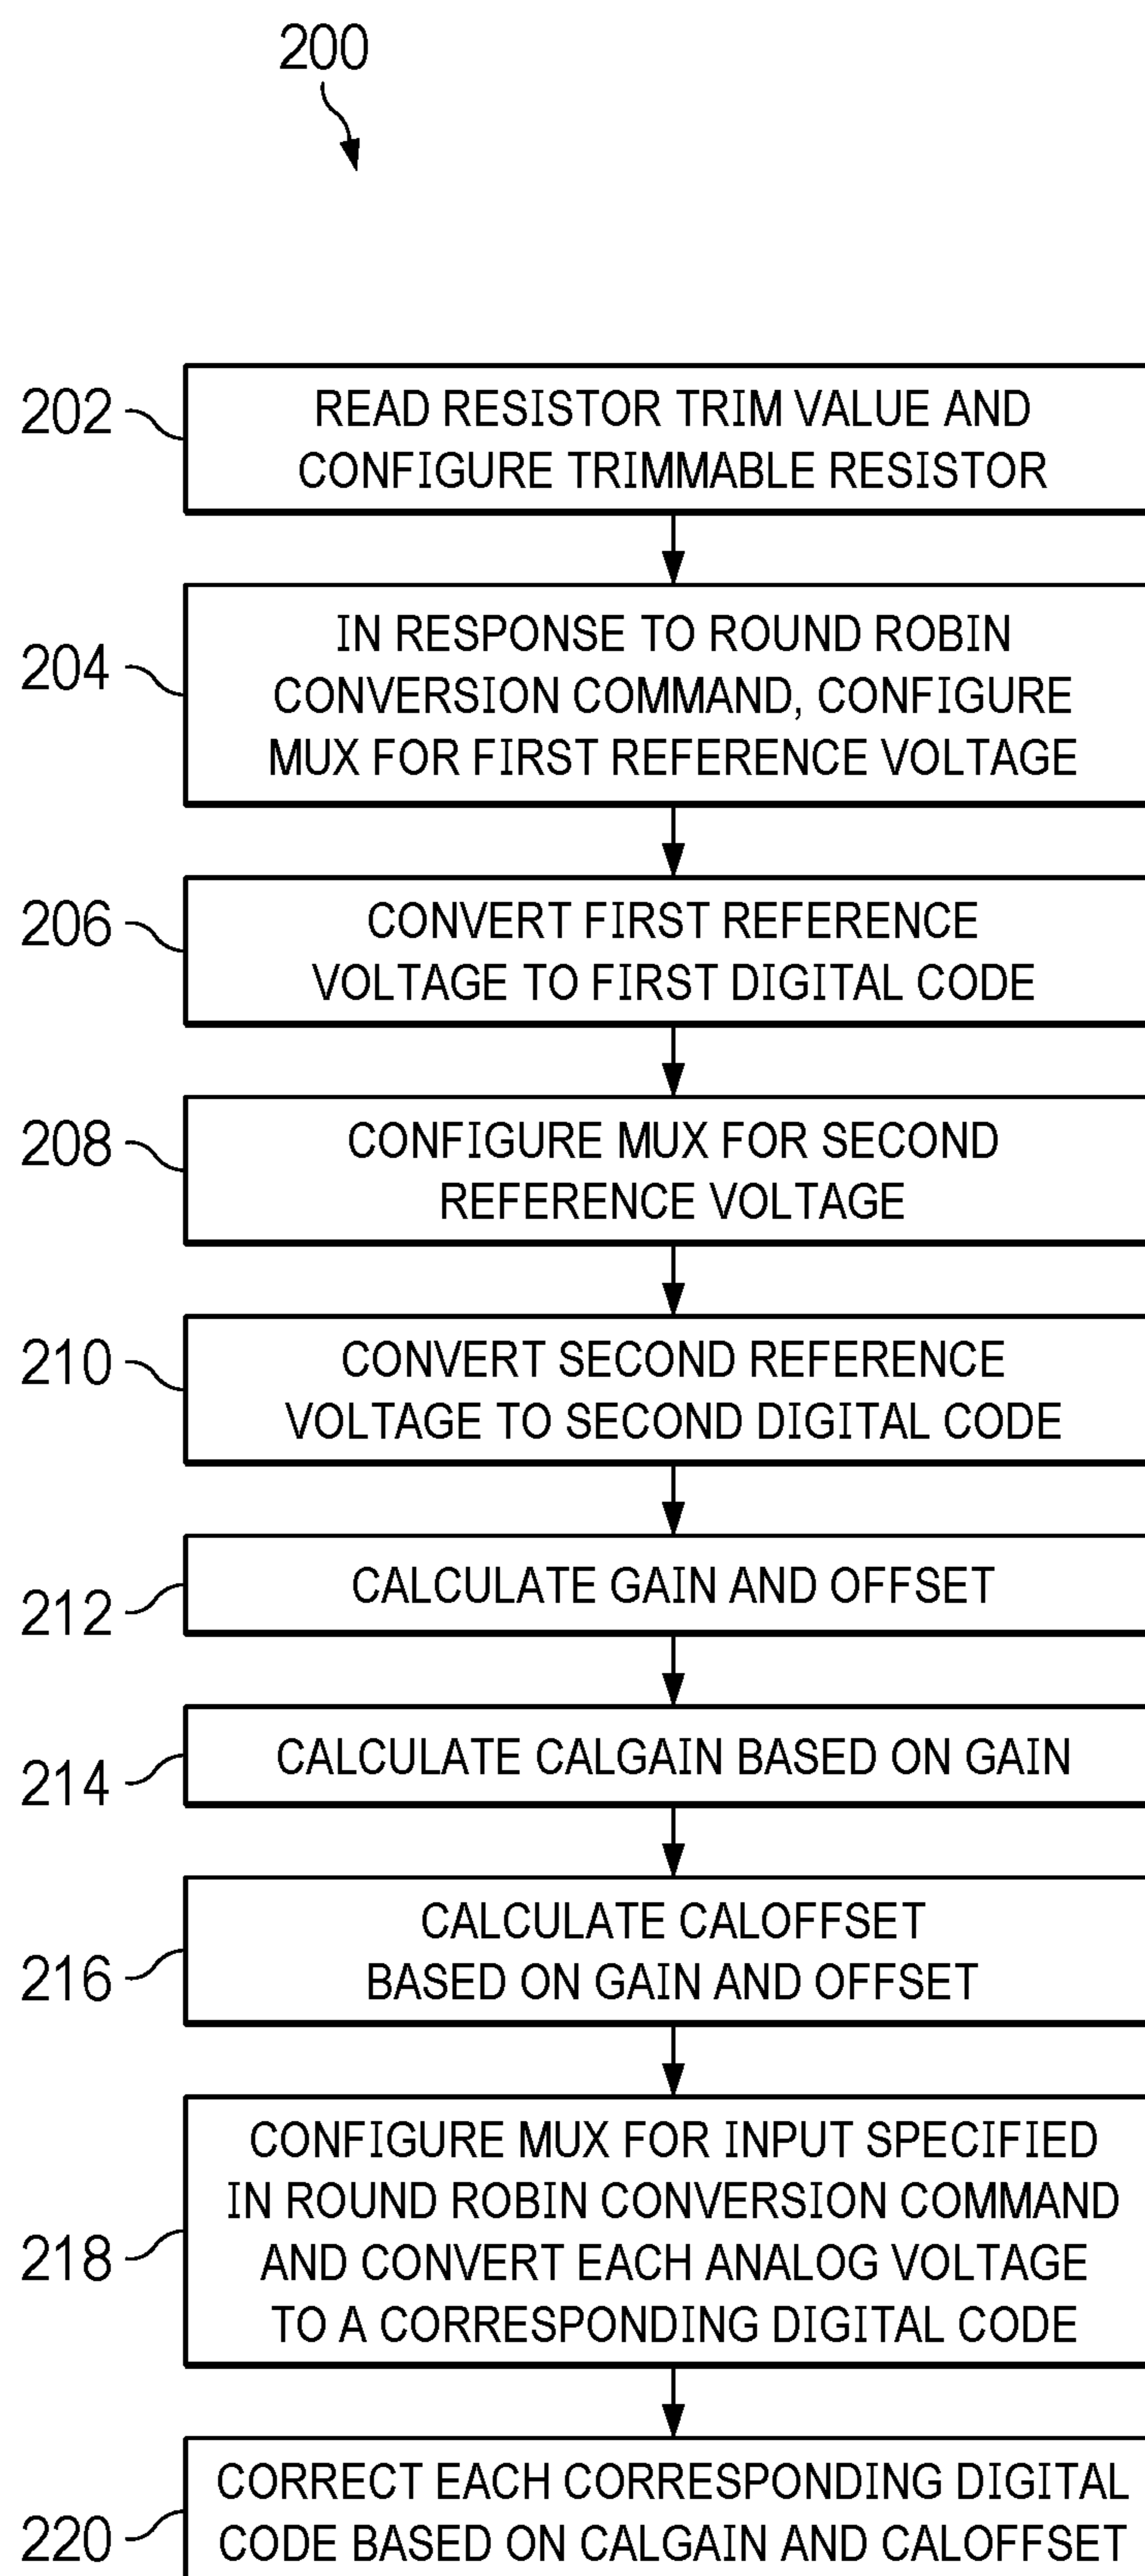 200
202
READ RESISTOR TRIM VALUE AND
CONFIGURE TRIMMABLE RESISTOR
204
IN RESPONSE TO ROUND ROBIN
CONVERSION COMMAND, CONFIGURE
MUX FOR FIRST REFERENCE VOLTAGE
206
CONVERT FIRST REFERENCE
VOLTAGE TO FIRST DIGITAL CODE
208
CONFIGURE MUX FOR SECOND
REFERENCE VOLTAGE
210
CONVERT SECOND REFERENCE
VOLTAGE TO SECOND DIGITAL CODE
212
CALCULATE GAIN AND OFFSET
214
CALCULATE CALGAIN BASED ON GAIN
216
CALCULATE CALOFFSET
BASED ON GAIN AND OFFSET
218
CONFIGURE MUX FOR INPUT SPECIFIED
IN ROUND ROBIN CONVERSION COMMAND
AND CONVERT EACH ANALOG VOLTAGE
TO A CORRESPONDING DIGITAL CODE
220
CORRECT EACH CORRESPONDING DIGITAL
CODE BASED ON CALGAIN AND CALOFFSET